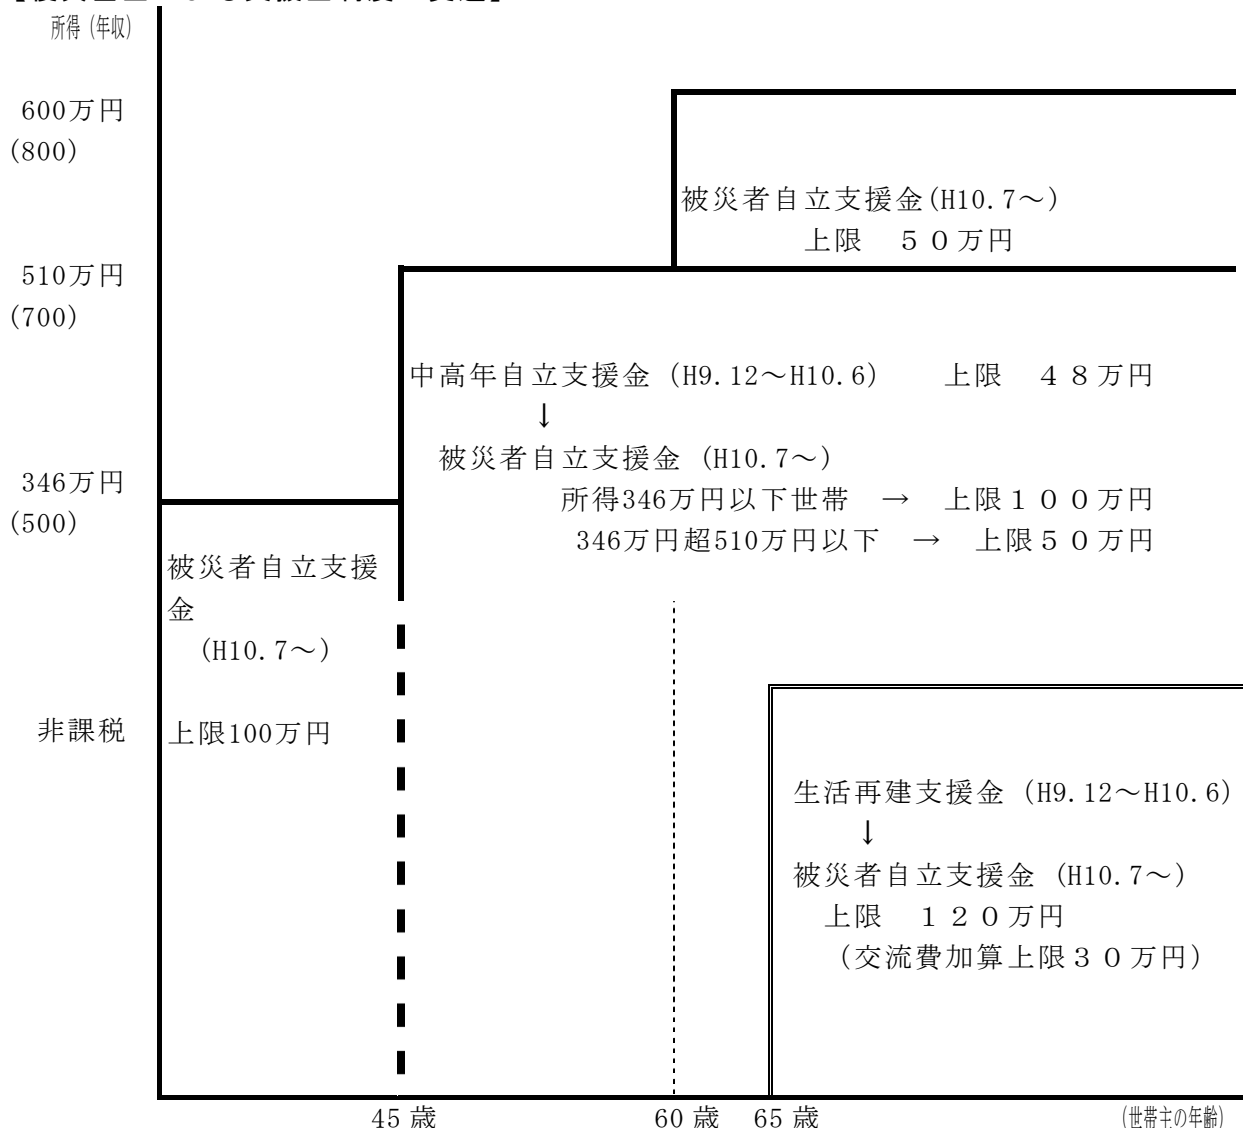 所得（年収）
600万円
(800)
被災者自立支援金(H10.7～)
上限　５０万円
510万円
(700)
中高年自立支援金（H9.12～H10.6）　　上限　４８万円
↓
被災者自立支援金（H10.7～）
所得346万円以下世帯　→　上限１００万円
346万円超510万円以下　→　上限５０万円
346万円
(500)
被災者自立支援
金
（H10.7～）
非課税
上限100万円
生活再建支援金（H9.12～H10.6）
↓
被災者自立支援金（H10.7～）
上限　１２０万円
（交流費加算上限３０万円）
45歳　60歳　65歳　（世帯主の年齢）